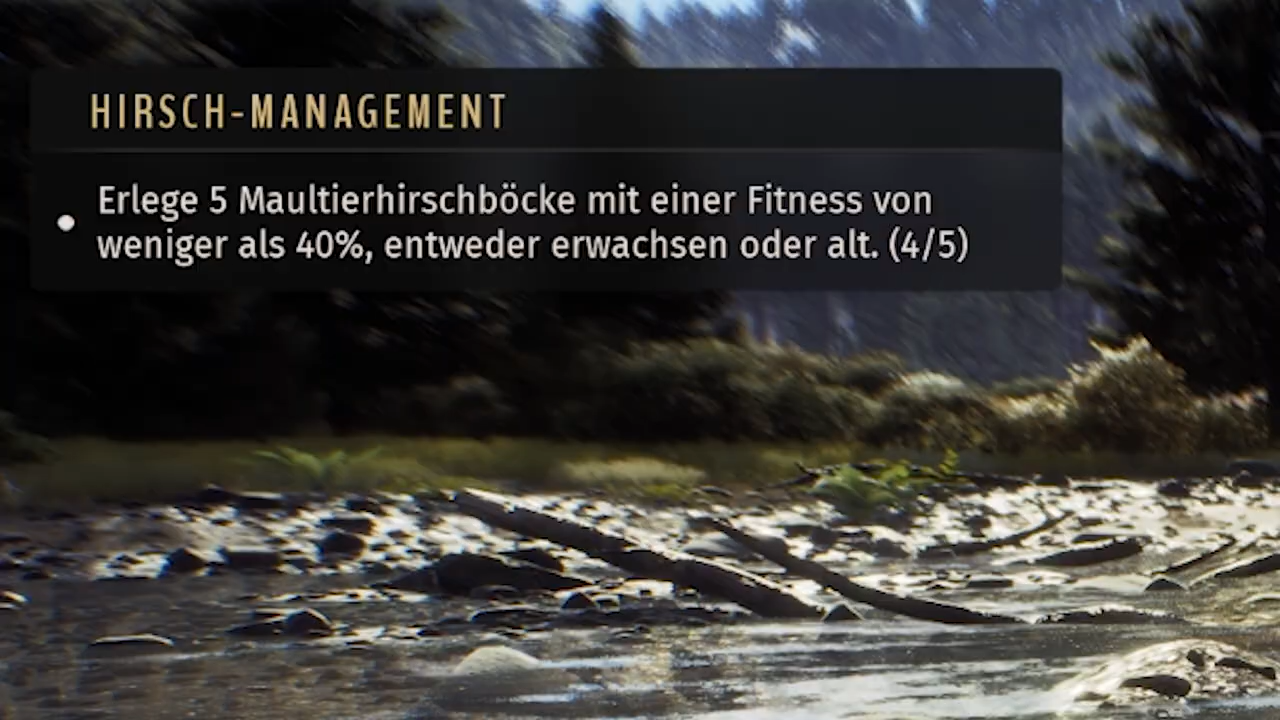 HIRSCH-MANAGEMENT
Erlege 5 Maultierhirschböcke mit einer Fitness von
weniger als 40%, entweder erwachsen oder alt. (4/5)